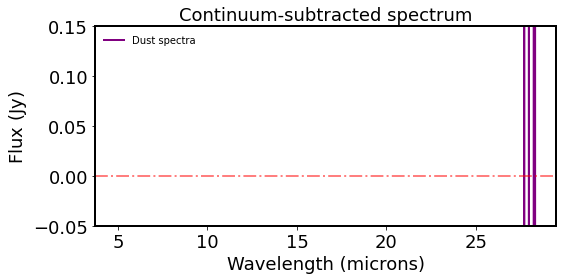 Continuum-subtracted spectrum
Dust spectra
Flux (Jy)
0.15
0.10
0.05
0.00
−0.05
5 10 15 20 25
Wavelength (microns)